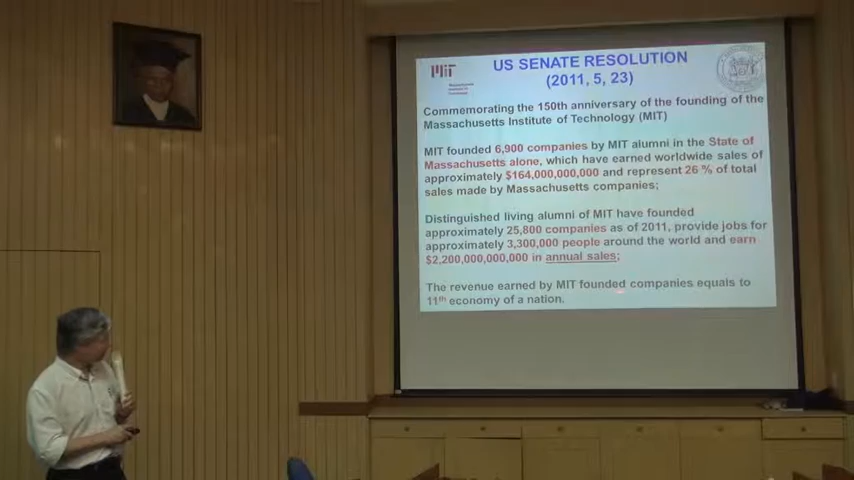 MiT
US SENATE RESOLUTION
(2011, 5, 23)
Commemorating the 150th anniversary of the founding of the
Massachusetts Institute of Technology (MIT)
MIT founded 6,900 companies by MIT alumni in the State of
Massachusetts alone, which have earned worldwide sales of
approximately $164,000,000,000 and represent 26 % of total
sales made by Massachusetts companies;
Distinguished living alumni of MIT have founded
approximately 25,800 companies as of 2011, provide jobs for
approximately 3,300,000 people around the world and earn
$2,200,000,000,000 in annual sales;
The revenue earned by MIT founded companies equals to
11th economy of a nation.